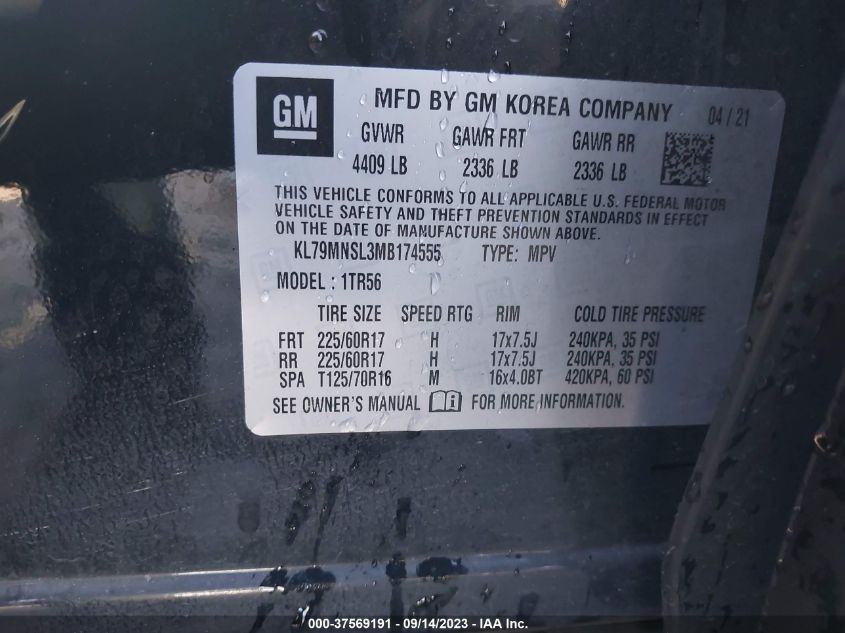 GM
MFD BY GM KOREA COMPANY 04 / 21
GVWR GAWR FRT GAWR RR
4409 LB 2336 LB 2336 LB
THIS VEHICLE CONFORMS TO ALL APPLICABLE U.S. FEDERAL MOTOR
VEHICLE SAFETY AND THEFT PREVENTION STANDARDS IN EFFECT
ON THE DATE OF MANUFACTURE SHOWN ABOVE.
KL79MNSL3MB174555 TYPE: MPV
MODEL : 1TR56
TIRE SIZE SPEED RTG RIM COLD TIRE PRESSURE
FRT 225/60R17 H 17x7.5J 240KPA, 35 PSI
RR 225/60R17 H 17x7.5J 240KPA, 35 PSI
SPA T125/70R16 M 16x4.0BT 420KPA, 60 PSI
SEE OWNER'S MANUAL i FOR MORE INFORMATION.
000-37569191 - 09/14/2023 - IAA Inc.